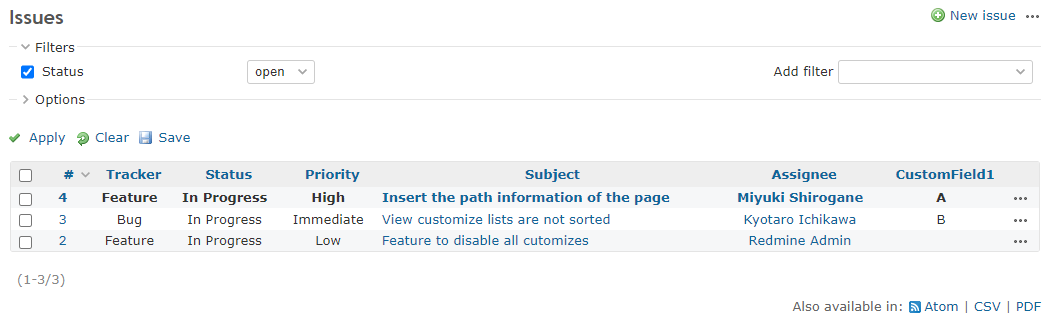 Issues
New issue
Filters
Status open Add filter
Options
Apply Clear Save
# Tracker Status Priority Subject Assignee CustomField1
4 Feature In Progress High Insert the path information of the page Miyuki Shirogane A
3 Bug In Progress Immediate View customize lists are not sorted Kyotaro Ichikawa B
2 Feature In Progress Low Feature to disable all cutomizes Redmine Admin
(1-3/3)
Also available in: Atom | CSV | PDF